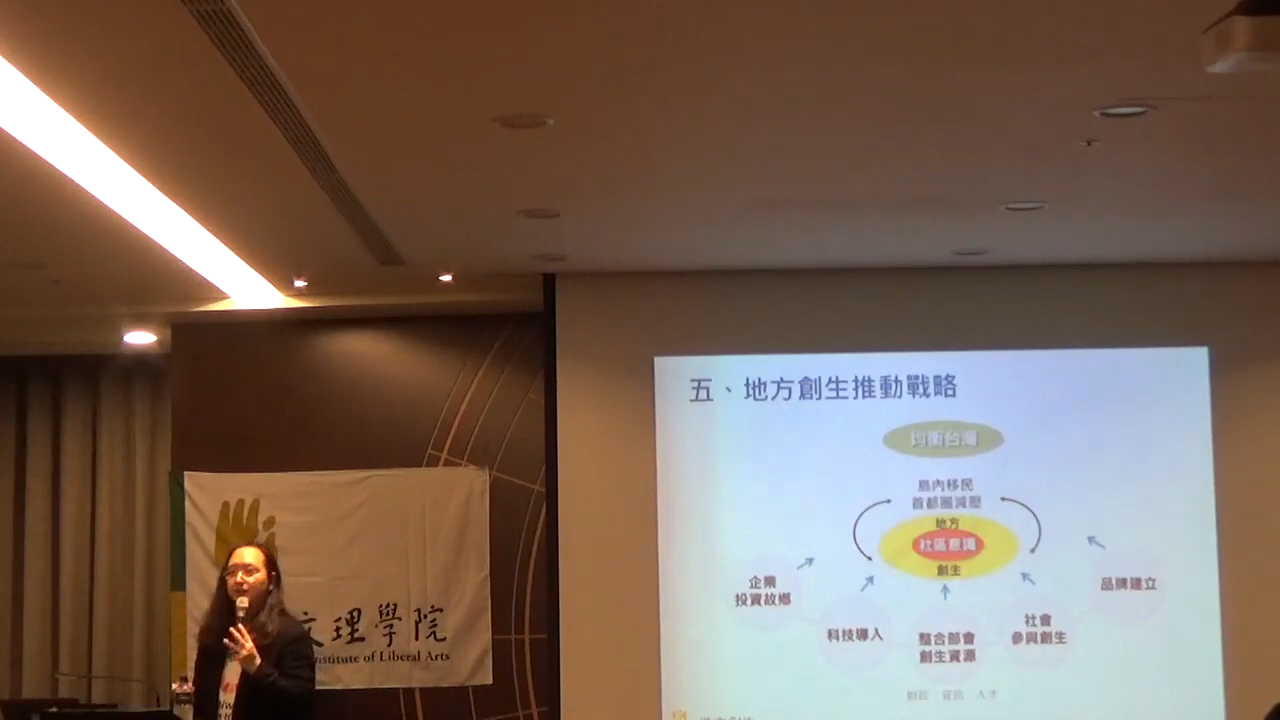 五、地方創生推動戰略
均衡台灣
島內移民
首都圈減壓
地方
社區意識
創生
企業
投資故鄉
科技導入
整合部會
創生資源
社會
參與創生
品牌建立
財政 資訊 人才
文理學院
Institute of Liberal Arts